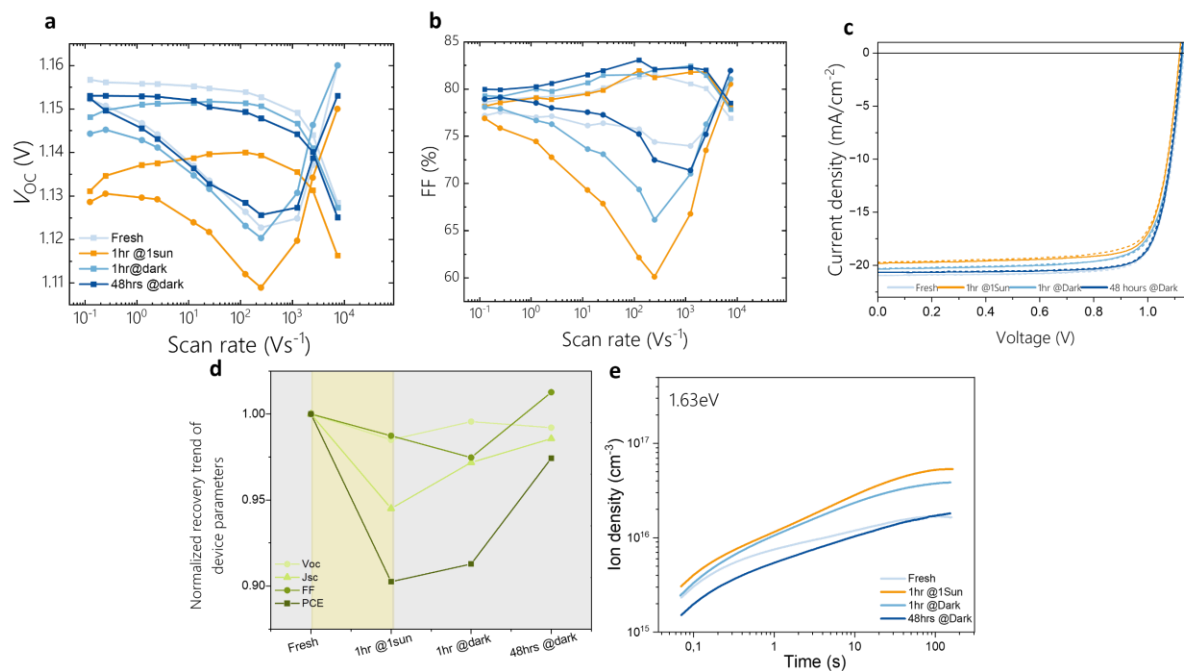 a
V_OC (V)
1.16
1.15
1.14
1.13
1.12
1.11
Fresh
1hr @1sun
1hr@dark
48hrs @dark
10⁻¹ 10⁰ 10¹ 10² 10³ 10⁴
Scan rate (Vs⁻¹)
b
FF (%)
85
80
75
70
65
60
10⁻¹ 10⁰ 10¹ 10² 10³ 10⁴
Scan rate (Vs⁻¹)
c
Current density (mA/cm⁻²)
0
−5
−10
−15
−20
Fresh 1hr @1Sun 1hr @Dark 48 hours @Dark
0.0 0.2 0.4 0.6 0.8 1.0
Voltage (V)
d
Normalized recovery trend of
device parameters
1.00
0.95
0.90
Voc
Jsc
FF
PCE
Fresh 1hr @1sun 1hr @dark 48hrs @dark
e
1.63eV
Ion density (cm⁻³)
10¹⁷
10¹⁶
10¹⁵
Fresh
1hr @1Sun
1hr @Dark
48hrs @Dark
0,1 1 10 100
Time (s)